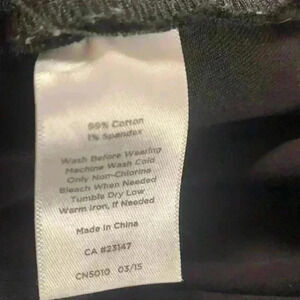 99% Cotton
1% Spandex
Wash Before Wearing
Machine Wash Cold
Only Non-Chlorine
Bleach When Needed
Tumble Dry Low
Warm Iron, If Needed
Made in China
CA #23147
CN5010 03/15